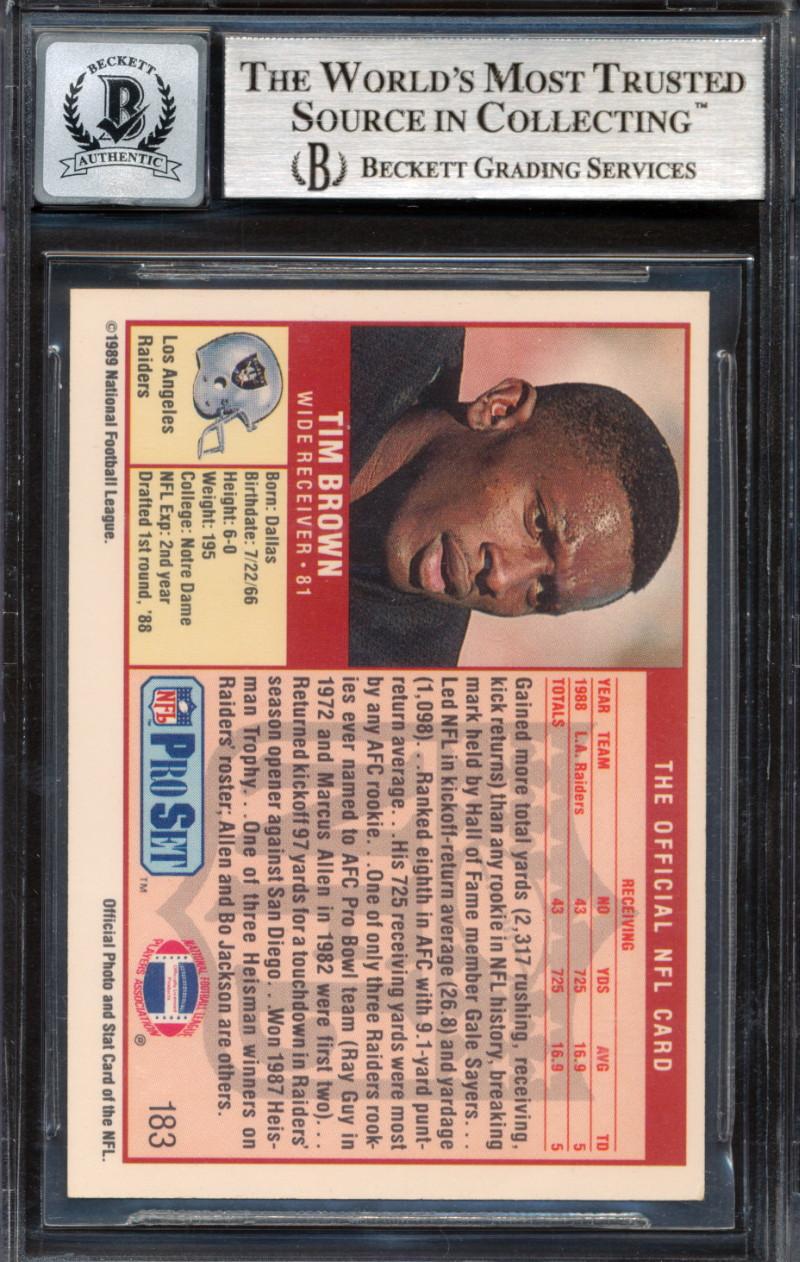 BECKETT
B
AUTHENTIC
THE WORLD'S MOST TRUSTED
SOURCE IN COLLECTING™
B BECKETT GRADING SERVICES
THE OFFICIAL NFL CARD
RECEIVING
YEAR TEAM NO YDS AVG TD
1988 L.A. Raiders 43 725 16.9 5
TOTALS 43 725 16.9 5
Gained more total yards (2,317 rushing, receiving,
kick returns) than any rookie in NFL history, breaking
mark held by Hall of Fame member Gale Sayers. . .
Led NFL in kickoff-return average (26.8) and yardage
(1,098). . .Ranked eighth in AFC with 9.1-yard punt-
return average. . .His 725 receiving yards were most
by any AFC rookie. . .One of only three Raiders rook-
ies ever named to AFC Pro Bowl team (Ray Guy in
1972 and Marcus Allen in 1982 were first two). . .
Returned kickoff 97 yards for a touchdown in Raiders'
season opener against San Diego. . .Won 1987 Heis-
man Trophy. . .One of three Heisman winners on
Raiders' roster; Allen and Bo Jackson are others.
TIM BROWN
WIDE RECEIVER • 81
Los Angeles
Raiders
Born: Dallas
Birthdate: 7/22/66
Height: 6-0
Weight: 195
College: Notre Dame
NFL Exp: 2nd year
Drafted 1st round, '88
NFL PRO SET ™
NATIONAL FOOTBALL LEAGUE
PLAYERS ASSOCIATION ®
183
©1989 National Football League.
Official Photo and Stat Card of the NFL.